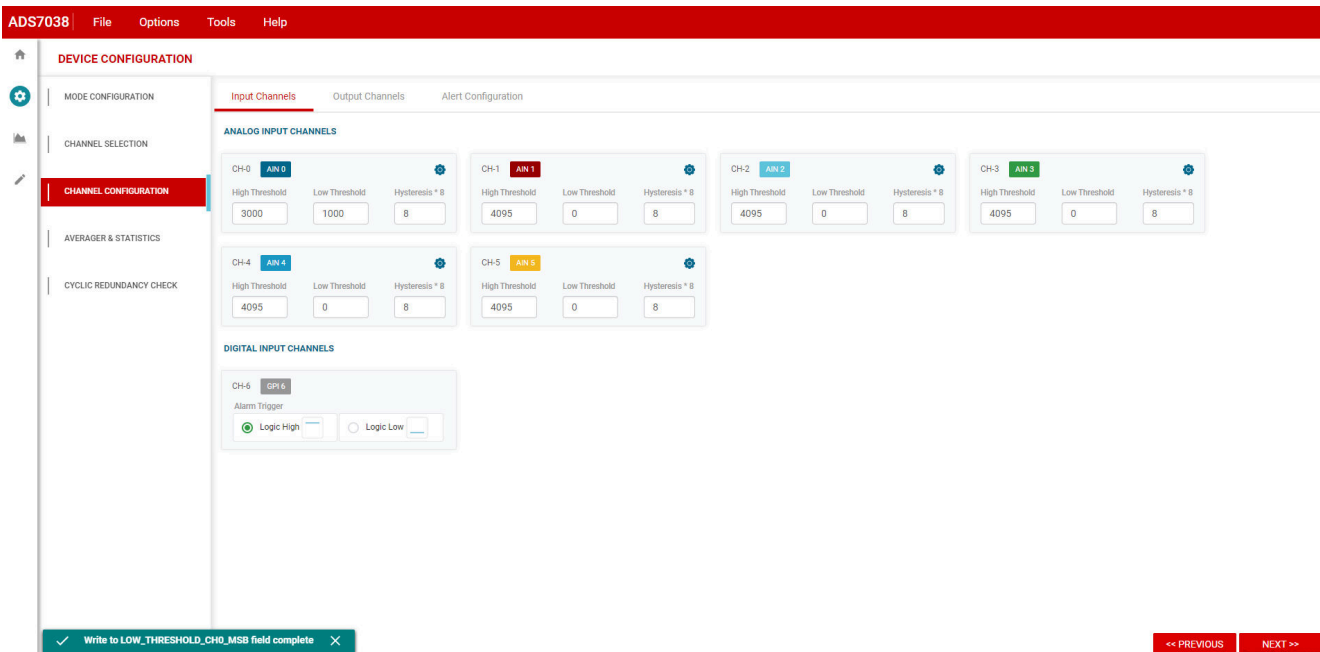 ADS7038 File Options Tools Help
DEVICE CONFIGURATION
MODE CONFIGURATION
CHANNEL SELECTION
CHANNEL CONFIGURATION
AVERAGER & STATISTICS
CYCLIC REDUNDANCY CHECK
Input Channels Output Channels Alert Configuration
ANALOG INPUT CHANNELS
CH-0 AIN 0 CH-1 AIN 1 CH-2 AIN 2 CH-3 AIN 3
High Threshold Low Threshold Hysteresis * 8 High Threshold Low Threshold Hysteresis * 8 High Threshold Low Threshold Hysteresis * 8 High Threshold Low Threshold Hysteresis * 8
3000 1000 8 4095 0 8 4095 0 8 4095 0 8
CH-4 AIN 4 CH-5 AIN 5
High Threshold Low Threshold Hysteresis * 8 High Threshold Low Threshold Hysteresis * 8
4095 0 8 4095 0 8
DIGITAL INPUT CHANNELS
CH-6 GPI 6
Alarm Trigger
Logic High Logic Low
Write to LOW_THRESHOLD_CH0_MSB field complete
<< PREVIOUS NEXT >>